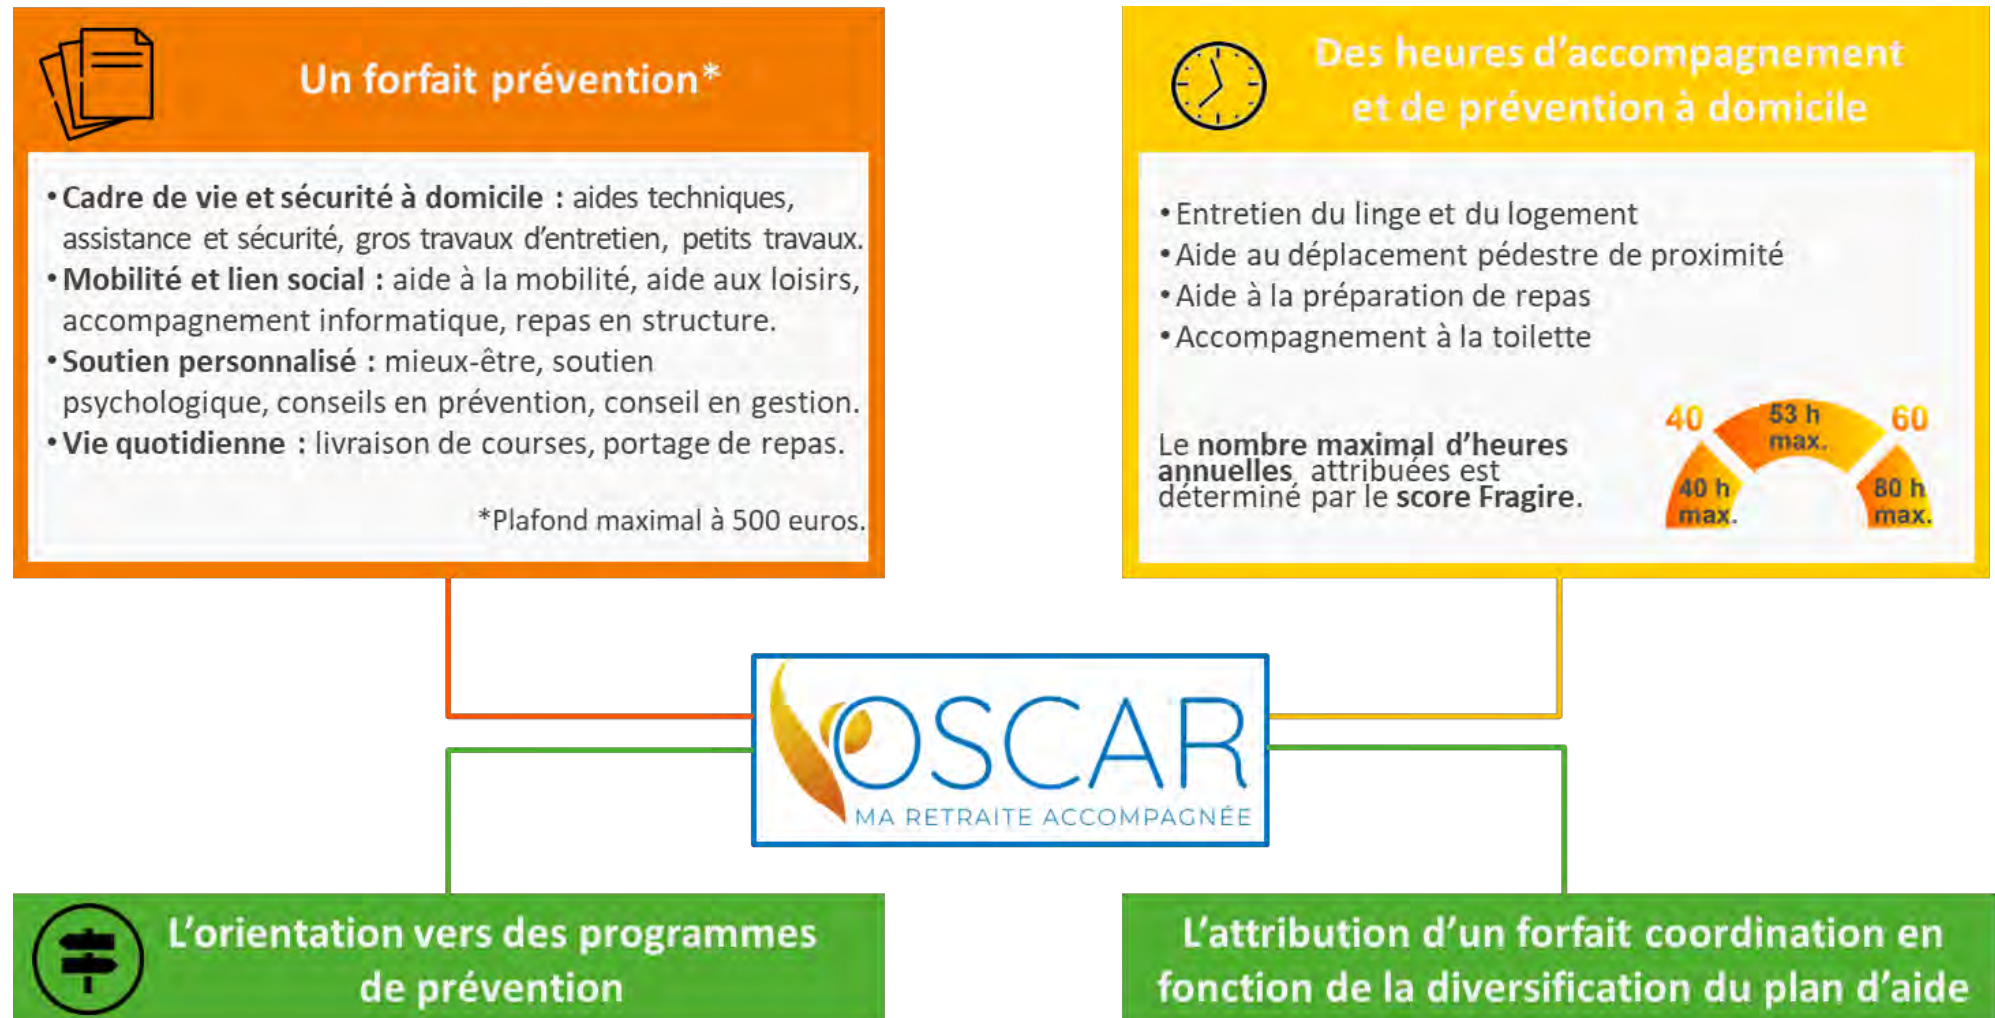 Un forfait prévention*
• Cadre de vie et sécurité à domicile : aides techniques,
assistance et sécurité, gros travaux d'entretien, petits travaux.
• Mobilité et lien social : aide à la mobilité, aide aux loisirs,
accompagnement informatique, repas en structure.
• Soutien personnalisé : mieux-être, soutien
psychologique, conseils en prévention, conseil en gestion.
• Vie quotidienne : livraison de courses, portage de repas.
*Plafond maximal à 500 euros.
Des heures d'accompagnement
et de prévention à domicile
• Entretien du linge et du logement
• Aide au déplacement pédestre de proximité
• Aide à la préparation de repas
• Accompagnement à la toilette
Le nombre maximal d'heures
annuelles attribuées est
déterminé par le score Fragire.
40
53 h
max.
60
40 h
max.
80 h
max.
OSCAR
MA RETRAITE ACCOMPAGNÉE
L'orientation vers des programmes
de prévention
L'attribution d'un forfait coordination en
fonction de la diversification du plan d'aide